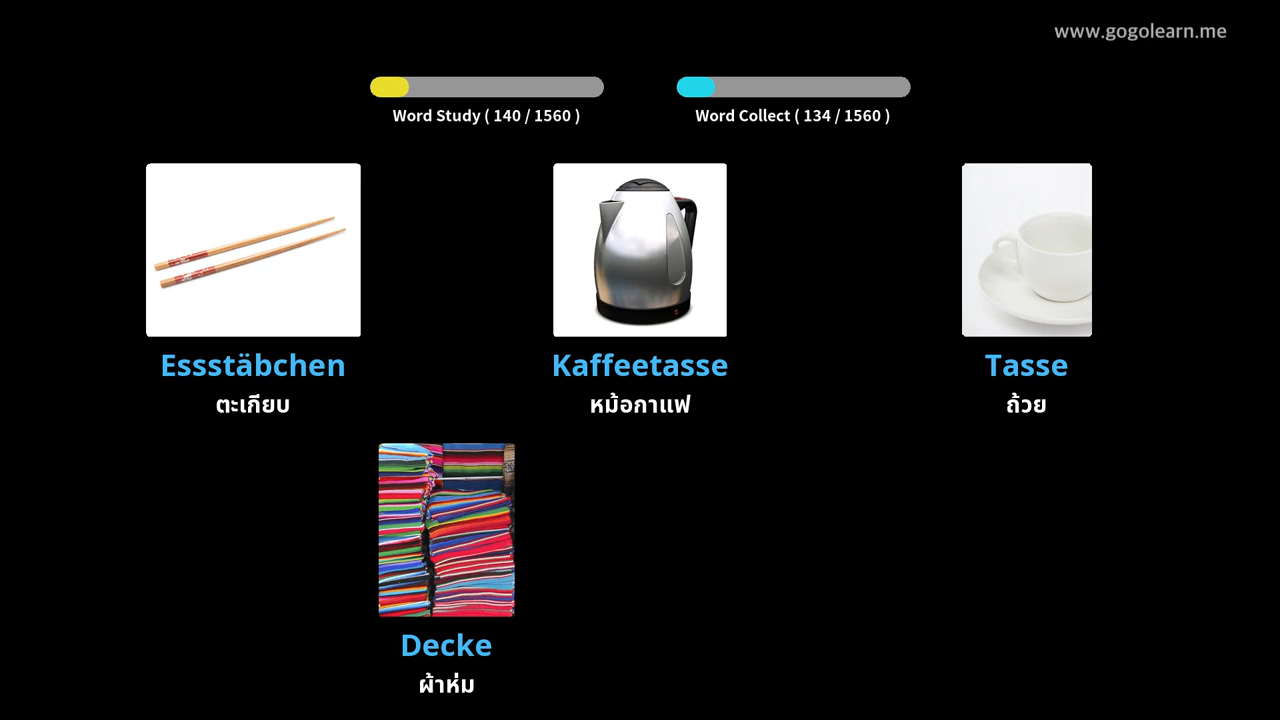 www.gogolearn.me
Word Study ( 140 / 1560 )
Word Collect ( 134 / 1560 )
Essstäbchen
ตะเกียบ
Kaffeetasse
หม้อกาแฟ
Tasse
ถ้วย
Decke
ผ้าห่ม